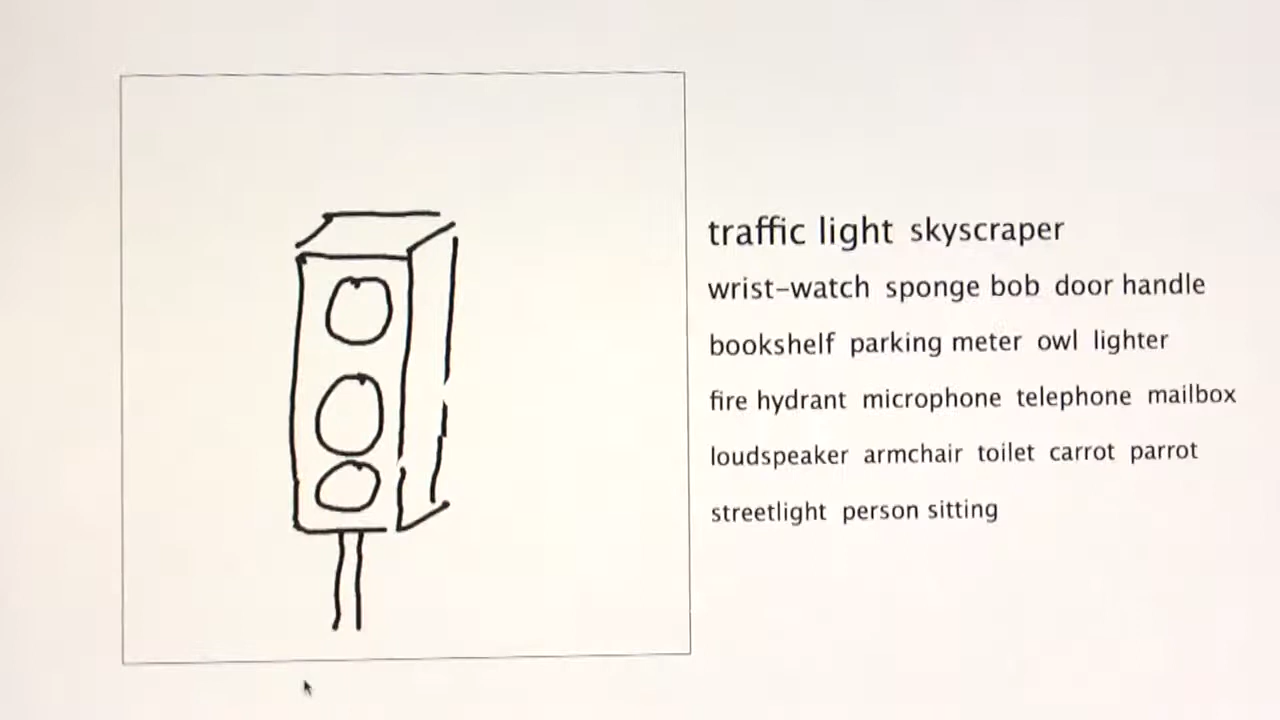 traffic light skyscraper
wrist-watch sponge bob door handle
bookshelf parking meter owl lighter
fire hydrant microphone telephone mailbox
loudspeaker armchair toilet carrot parrot
streetlight person sitting